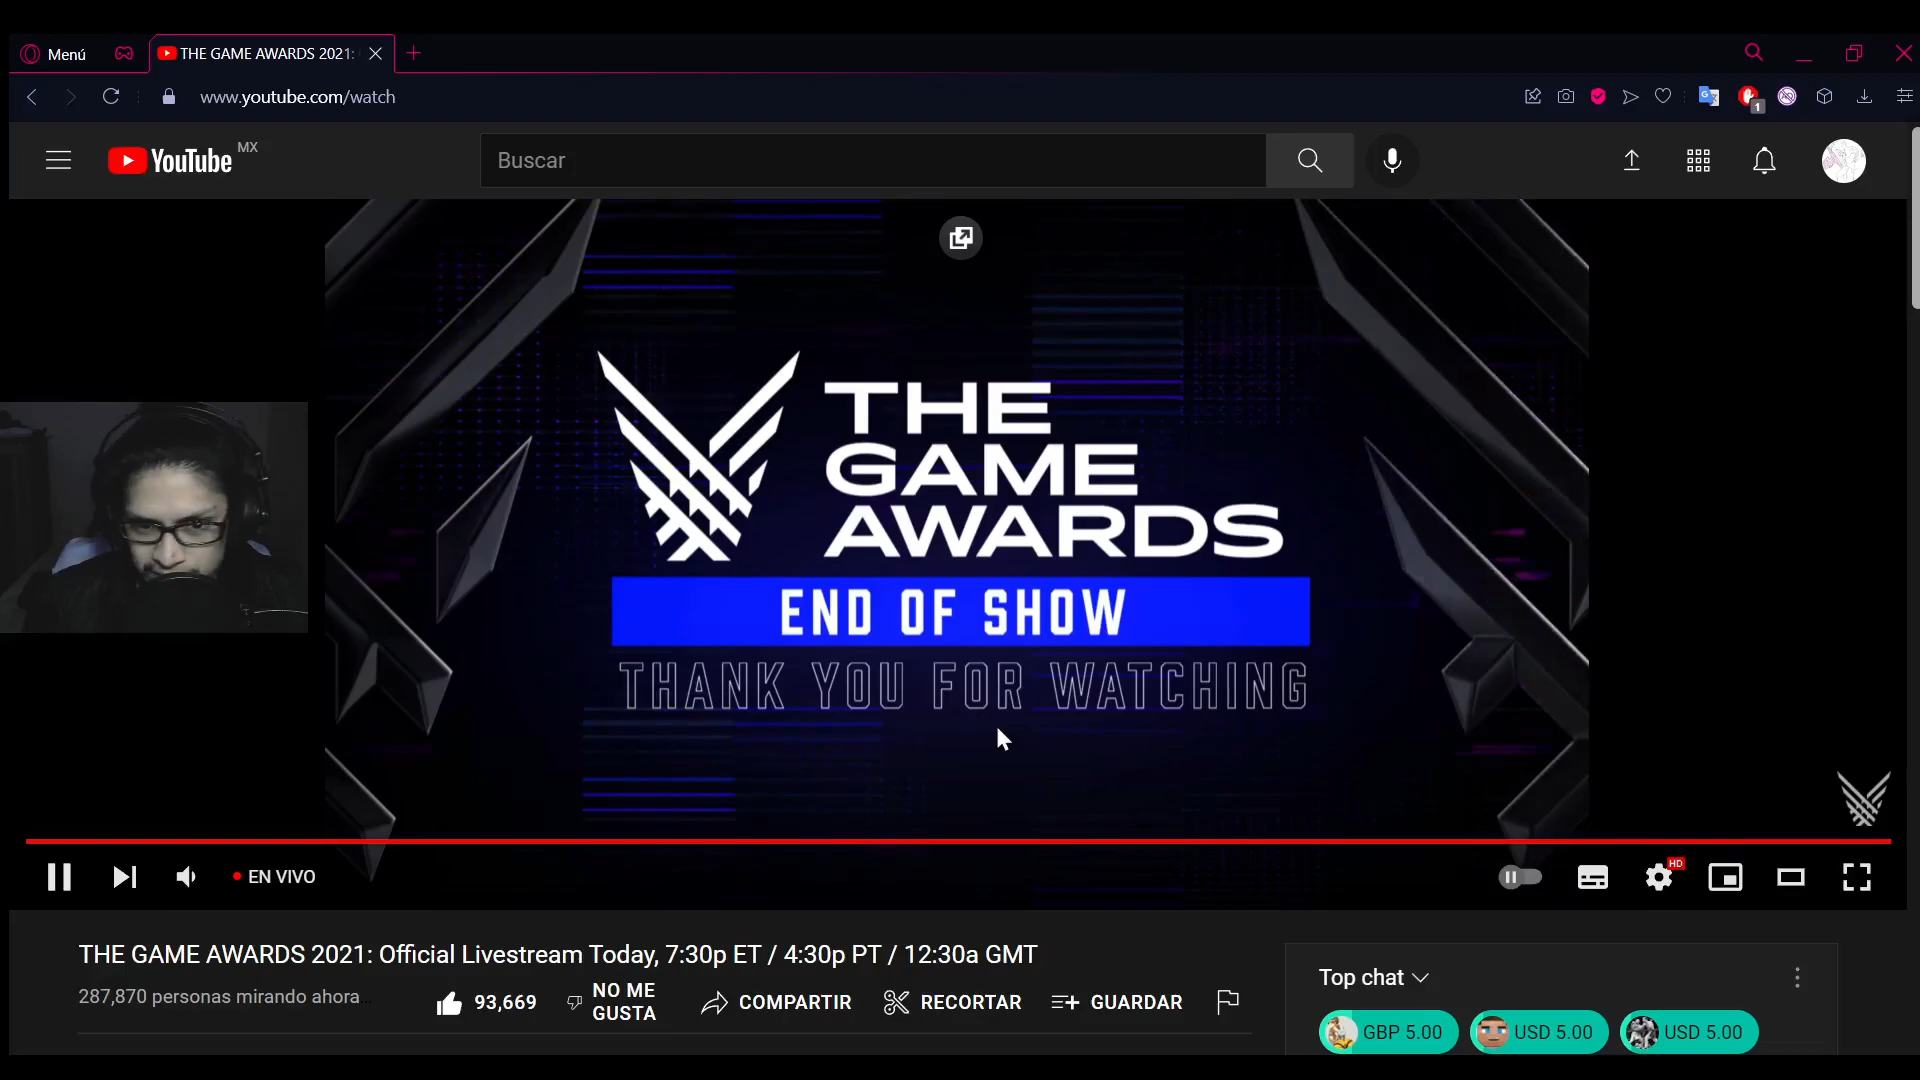 Menú
THE GAME AWARDS 2021:
www.youtube.com/watch
1
YouTube MX
Buscar
THE
GAME
AWARDS
END OF SHOW
THANK YOU FOR WATCHING
EN VIVO
HD
THE GAME AWARDS 2021: Official Livestream Today, 7:30p ET / 4:30p PT / 12:30a GMT
287,870 personas mirando ahora
93,669
NO ME
GUSTA
COMPARTIR
RECORTAR
GUARDAR
Top chat
GBP 5.00
USD 5.00
USD 5.00